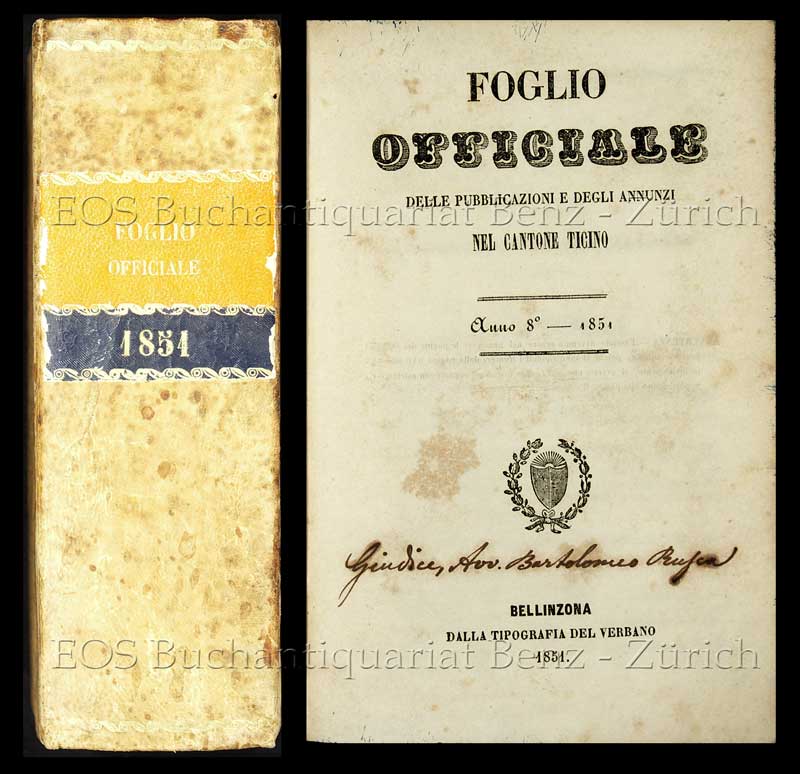 FOGLIO
OFFICIALE
1851
FOGLIO
OFFICIALE
DELLE PUBBLICAZIONI E DEGLI ANNUNZI
EOS Buchantiquariat Benz - Zürich
NEL CANTONE TICINO
Anno 8º — 1851
Giudice, Avv. Bartolomeo Rusca
BELLINZONA
DALLA TIPOGRAFIA DEL VERBANO
EOS Buchantiquariat Benz - Zürich
1851.